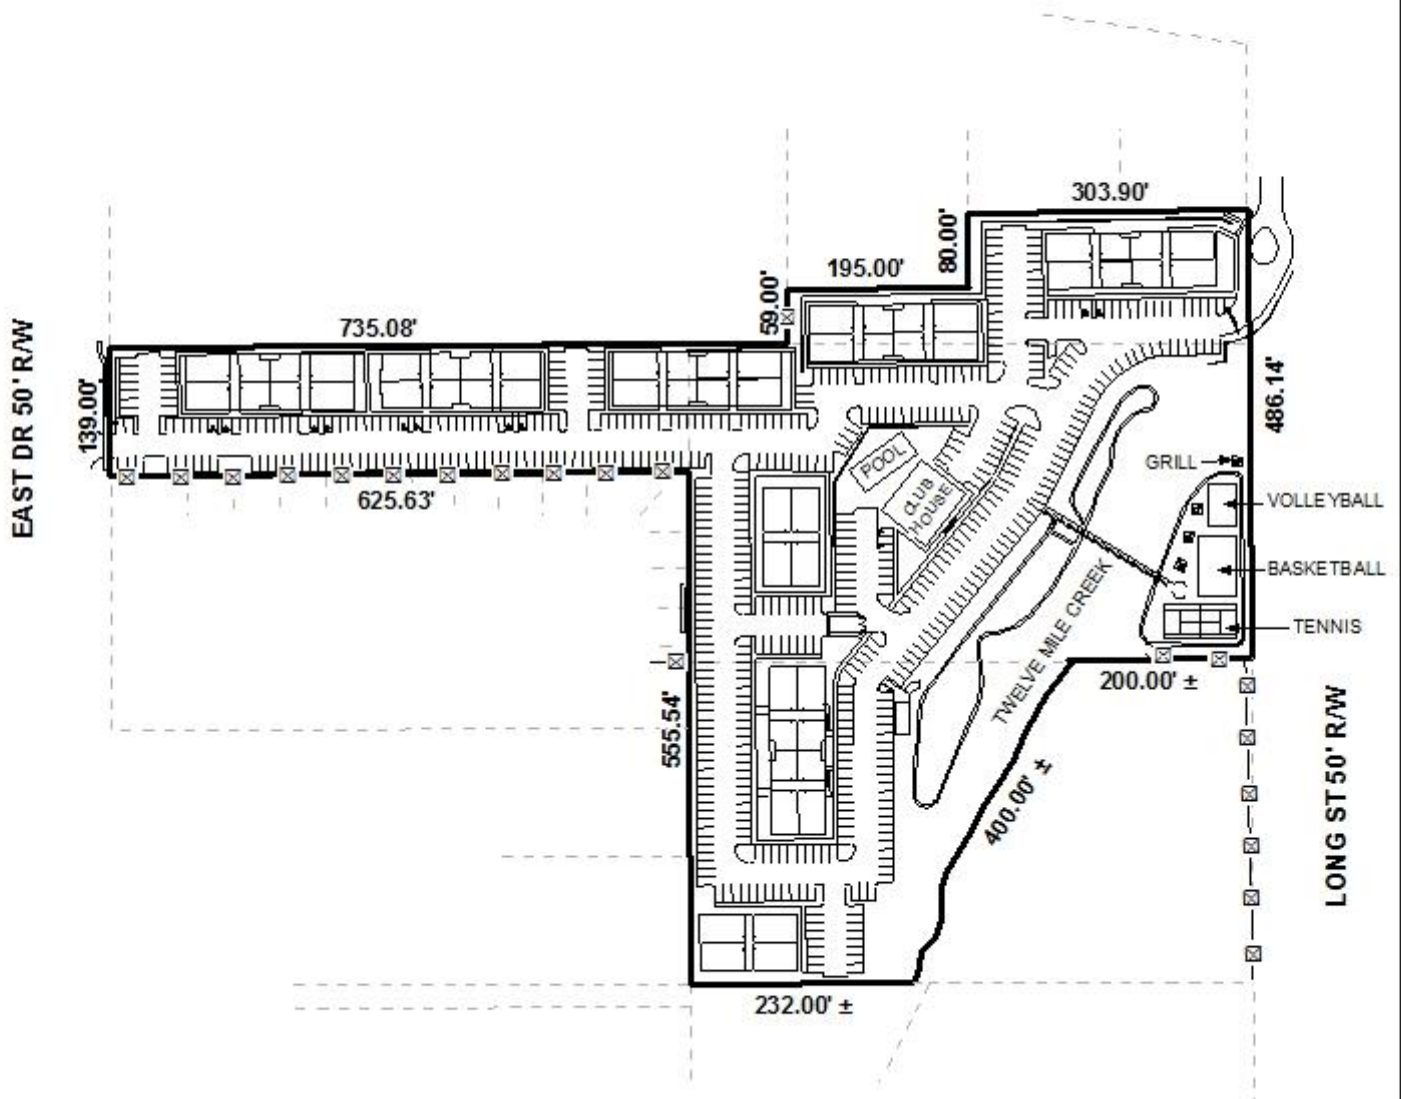 303.90'
80.00'
195.00'
59.00'
735.08'
EAST DR 50' R/W
139.00'
486.14'
POOL
CLUB
HOUSE
GRILL
VOLLEYBALL
625.63'
BASKETBALL
TWELVE MILE CREEK
TENNIS
200.00' ±
555.54'
400.00' ±
LONG ST 50' R/W
232.00' ±